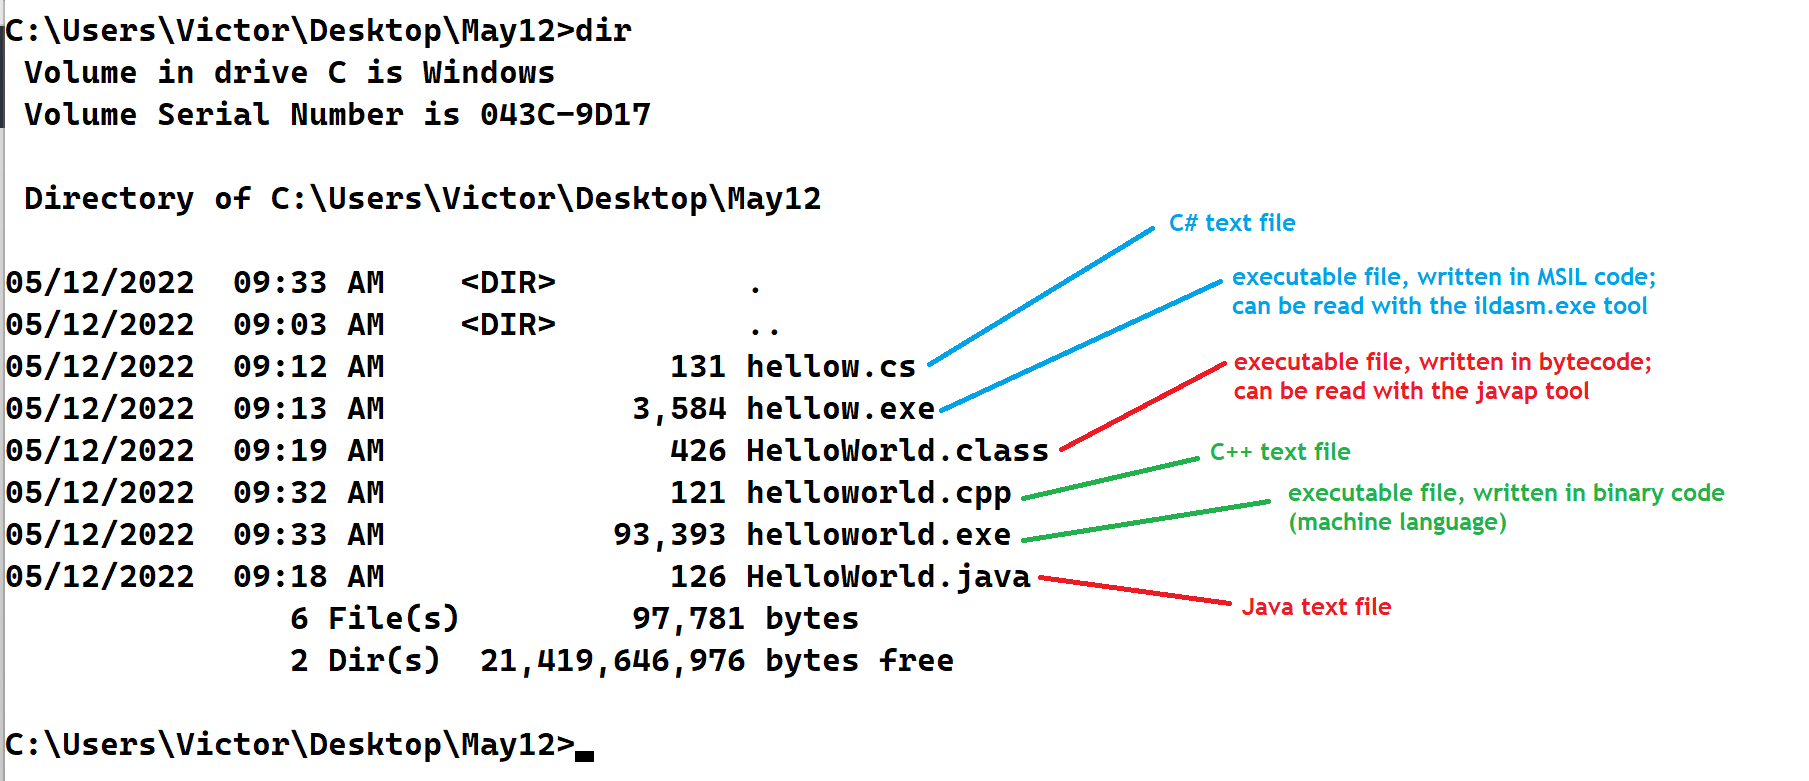 C:\Users\Victor\Desktop\May12>dir
Volume in drive C is Windows
Volume Serial Number is 043C-9D17
Directory of C:\Users\Victor\Desktop\May12
C# text file
05/12/2022  09:33 AM    <DIR>          .
executable file, written in MSIL code;
can be read with the ildasm.exe tool
05/12/2022  09:03 AM    <DIR>          ..
05/12/2022  09:12 AM               131 hellow.cs
executable file, written in bytecode;
can be read with the javap tool
05/12/2022  09:13 AM             3,584 hellow.exe
05/12/2022  09:19 AM               426 HelloWorld.class
C++ text file
05/12/2022  09:32 AM               121 helloworld.cpp
executable file, written in binary code
(machine language)
05/12/2022  09:33 AM            93,393 helloworld.exe
05/12/2022  09:18 AM               126 HelloWorld.java
Java text file
6 File(s)         97,781 bytes
2 Dir(s)  21,419,646,976 bytes free
C:\Users\Victor\Desktop\May12>